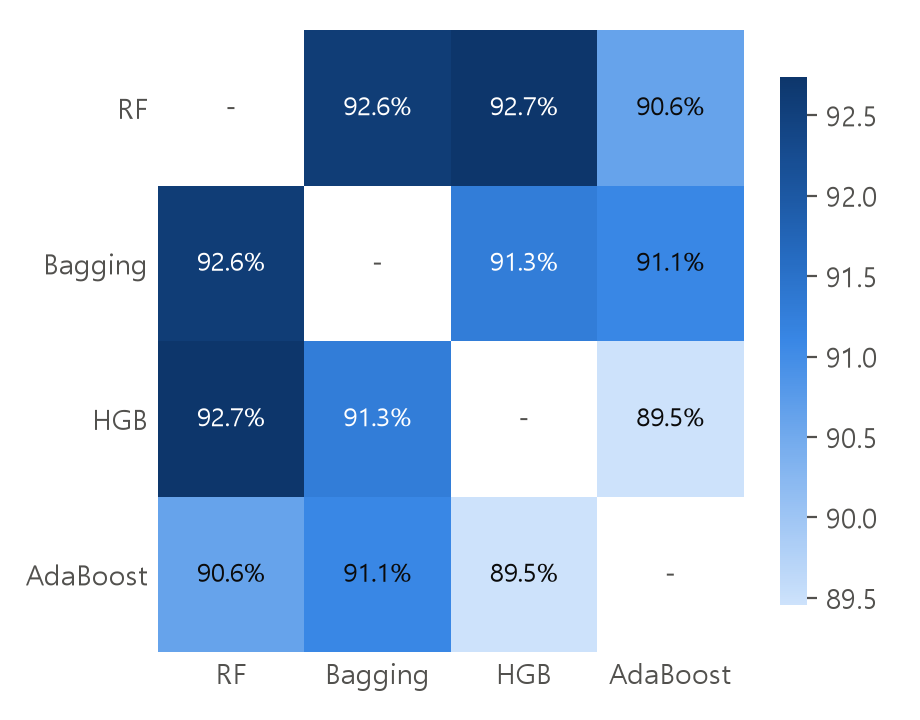 RF - 92.6% 92.7% 90.6%
Bagging 92.6% - 91.3% 91.1%
HGB 92.7% 91.3% - 89.5%
AdaBoost 90.6% 91.1% 89.5% -
RF Bagging HGB AdaBoost
92.5
92.0
91.5
91.0
90.5
90.0
89.5